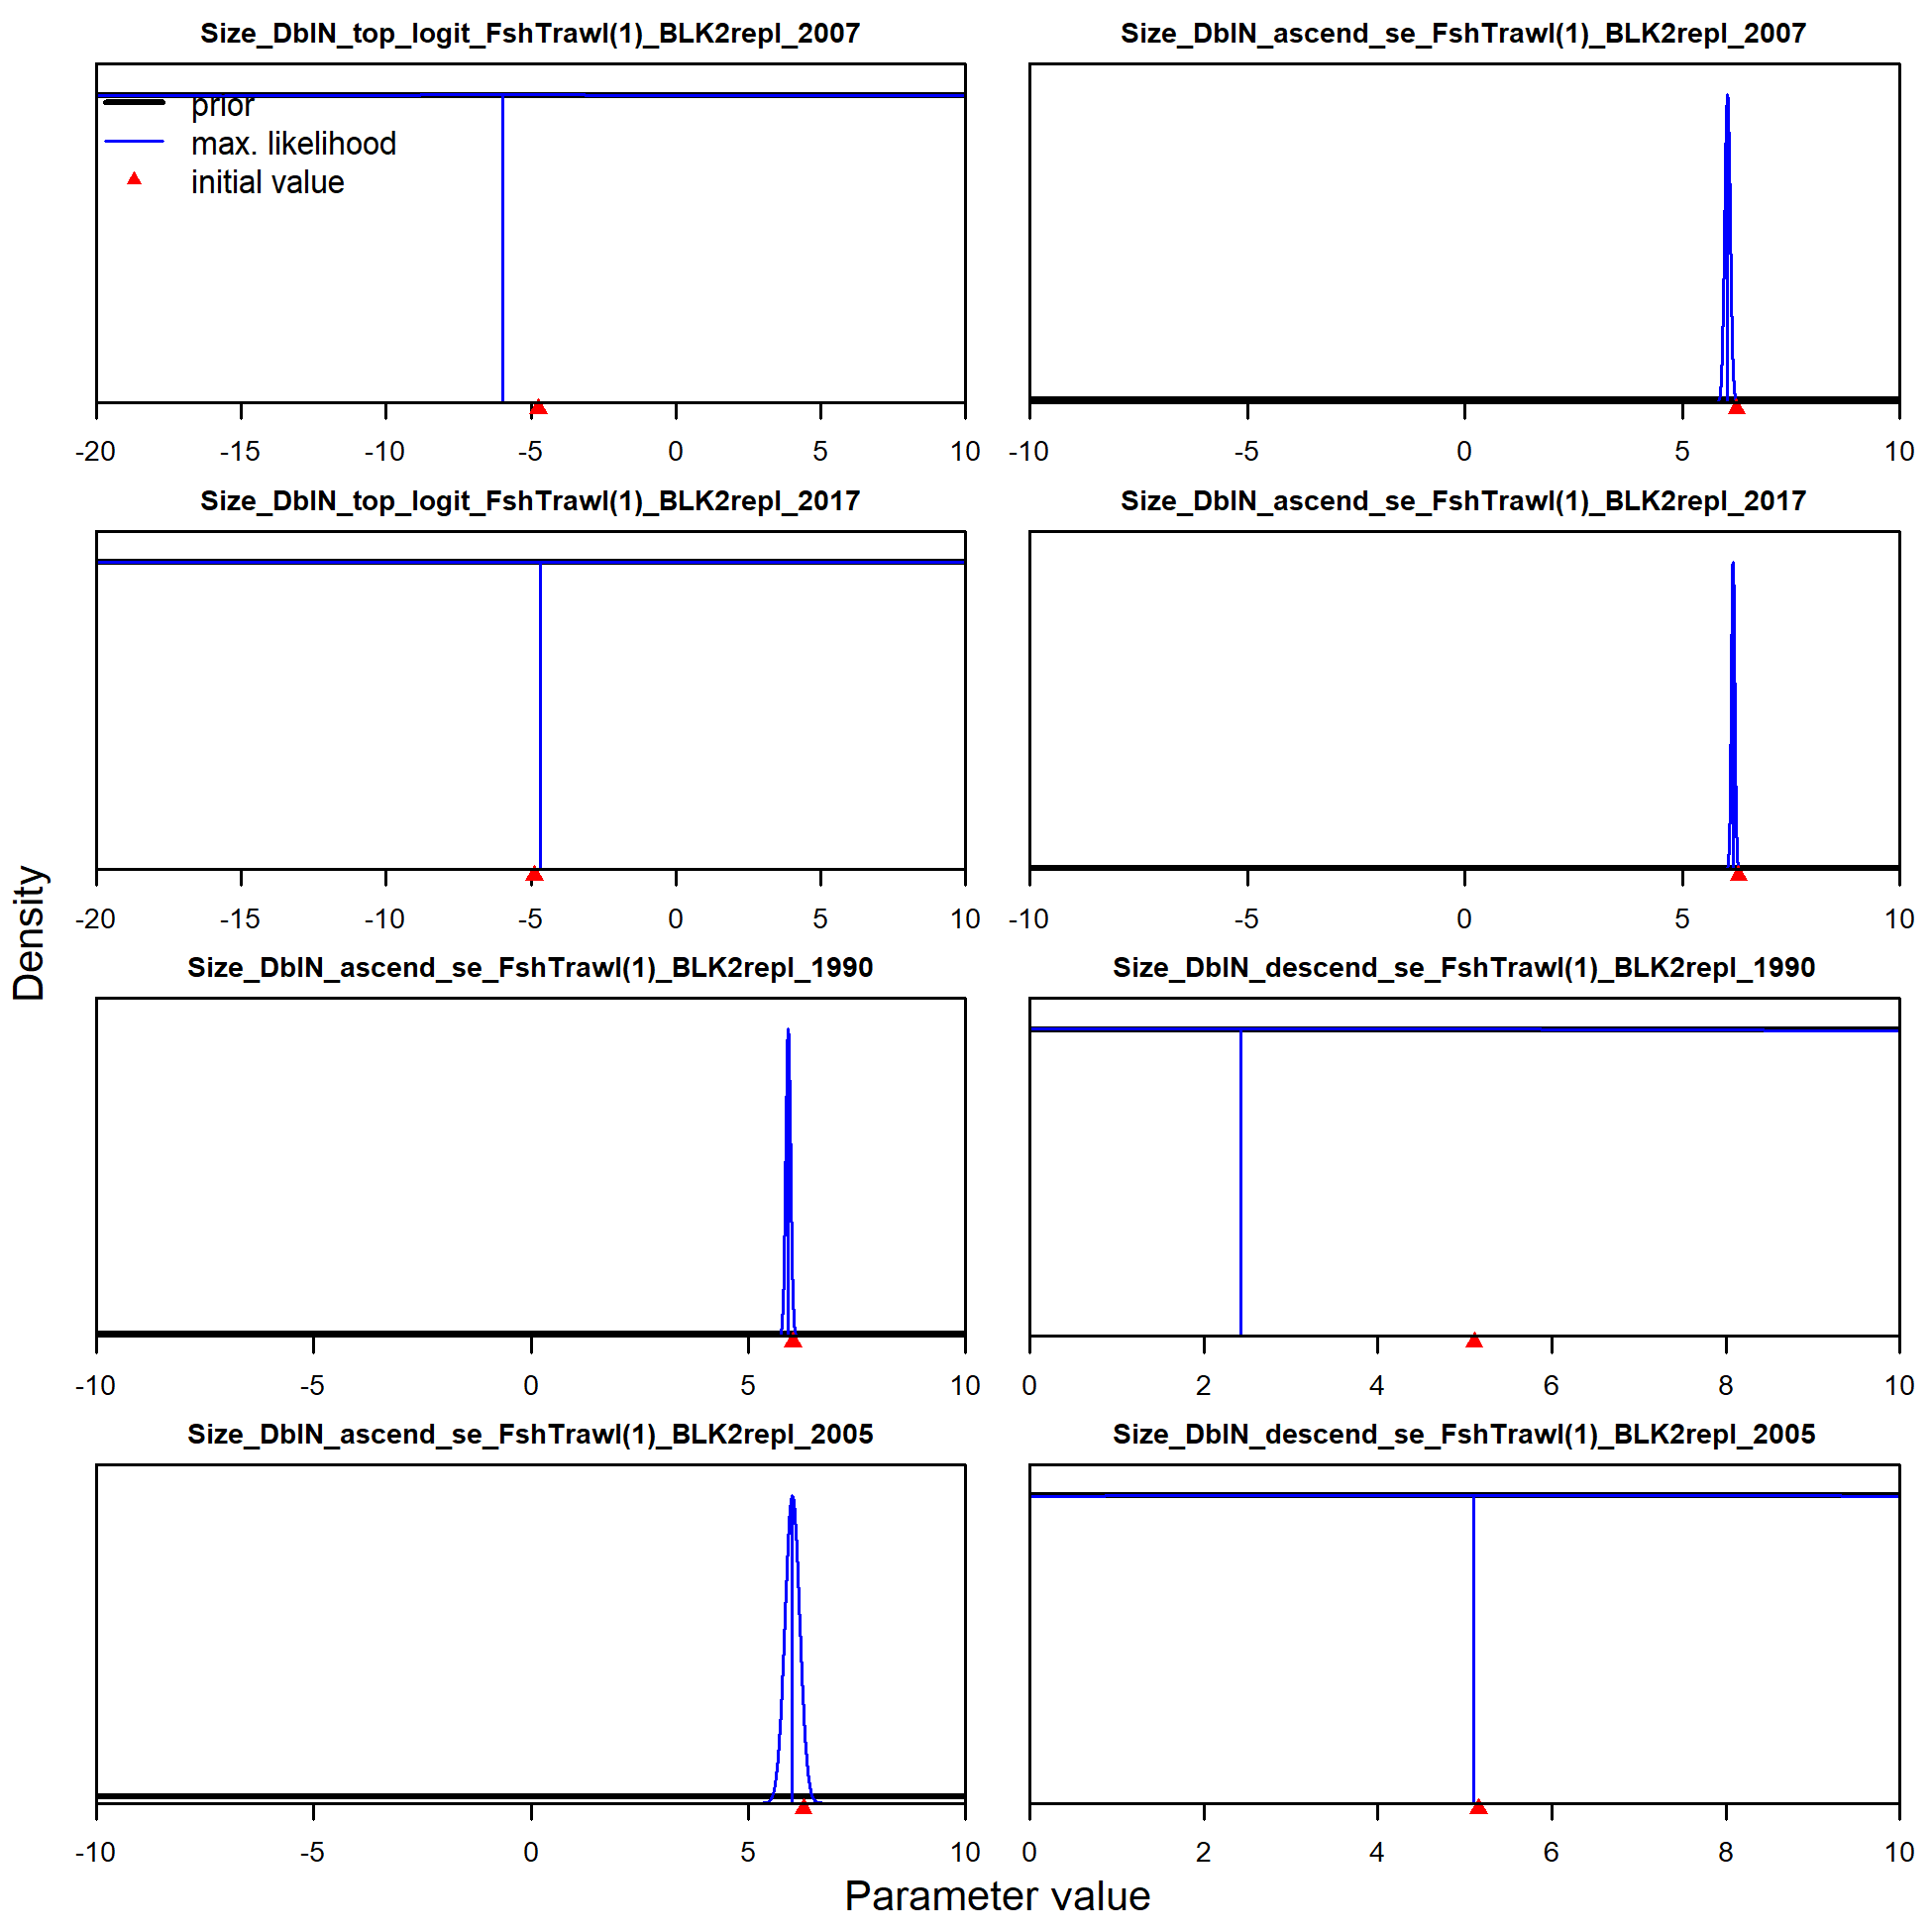 Size_DblN_top_logit_FshTrawl(1)_BLK2repl_2007
prior
max. likelihood
initial value
-20 -15 -10 -5 0 5 10
Size_DblN_ascend_se_FshTrawl(1)_BLK2repl_2007
-10 -5 0 5 10
Size_DblN_top_logit_FshTrawl(1)_BLK2repl_2017
-20 -15 -10 -5 0 5 10
Size_DblN_ascend_se_FshTrawl(1)_BLK2repl_2017
-10 -5 0 5 10
Size_DblN_ascend_se_FshTrawl(1)_BLK2repl_1990
-10 -5 0 5 10
Size_DblN_descend_se_FshTrawl(1)_BLK2repl_1990
0 2 4 6 8 10
Size_DblN_ascend_se_FshTrawl(1)_BLK2repl_2005
-10 -5 0 5 10
Size_DblN_descend_se_FshTrawl(1)_BLK2repl_2005
0 2 4 6 8 10
Density
Parameter value